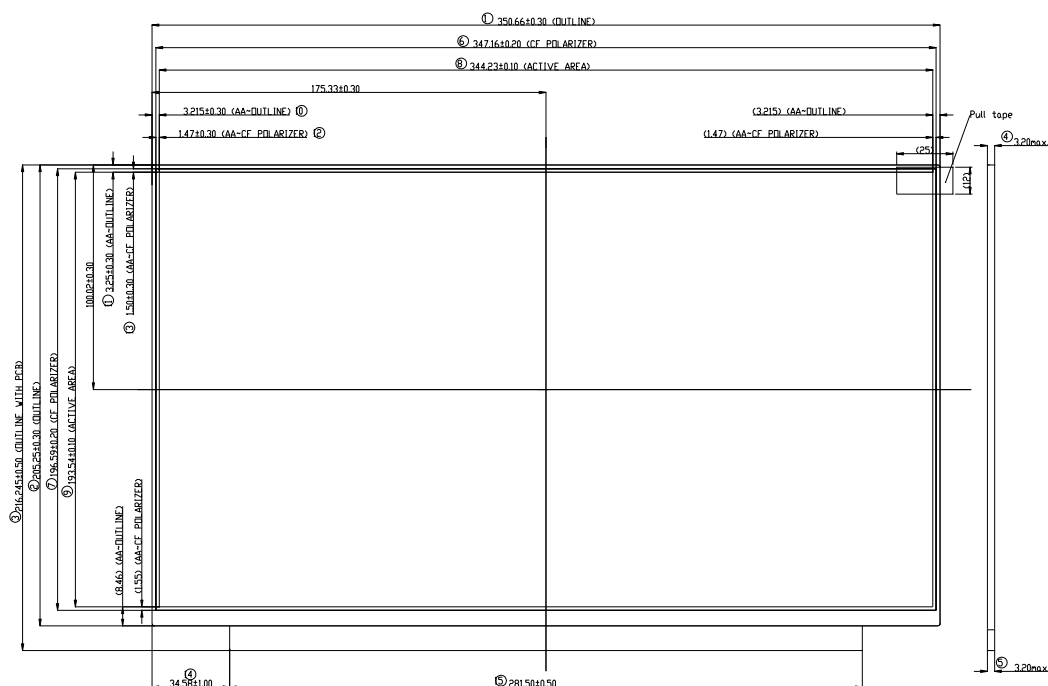 ① 350.66±0.30 (OUTLINE)
⑥ 347.16±0.20 (CF POLARIZER)
⑧ 344.23±0.10 (ACTIVE AREA)
175.33±0.30
3.215±0.30 (AA~OUTLINE) ⑩
(3.215) (AA~OUTLINE)
1.47±0.30 (AA~CF POLARIZER) ⑫
(1.47) (AA~CF POLARIZER)
Pull tape
④ 3.20max.
(25)
(12)
③ 216.245±0.50 (OUTLINE WITH PCB)
② 205.25±0.30 (OUTLINE)
⑦ 196.59±0.20 (CF POLARIZER)
⑨ 193.54±0.10 (ACTIVE AREA)
100.02±0.30
⑪ 3.25±0.30 (AA~OUTLINE)
⑬ 1.50±0.30 (AA~CF POLARIZER)
(8.46) (AA~OUTLINE)
(1.55) (AA~CF POLARIZER)
⑭
34.58±1.00
⑮ 281.50±0.50
⑤ 3.20max.